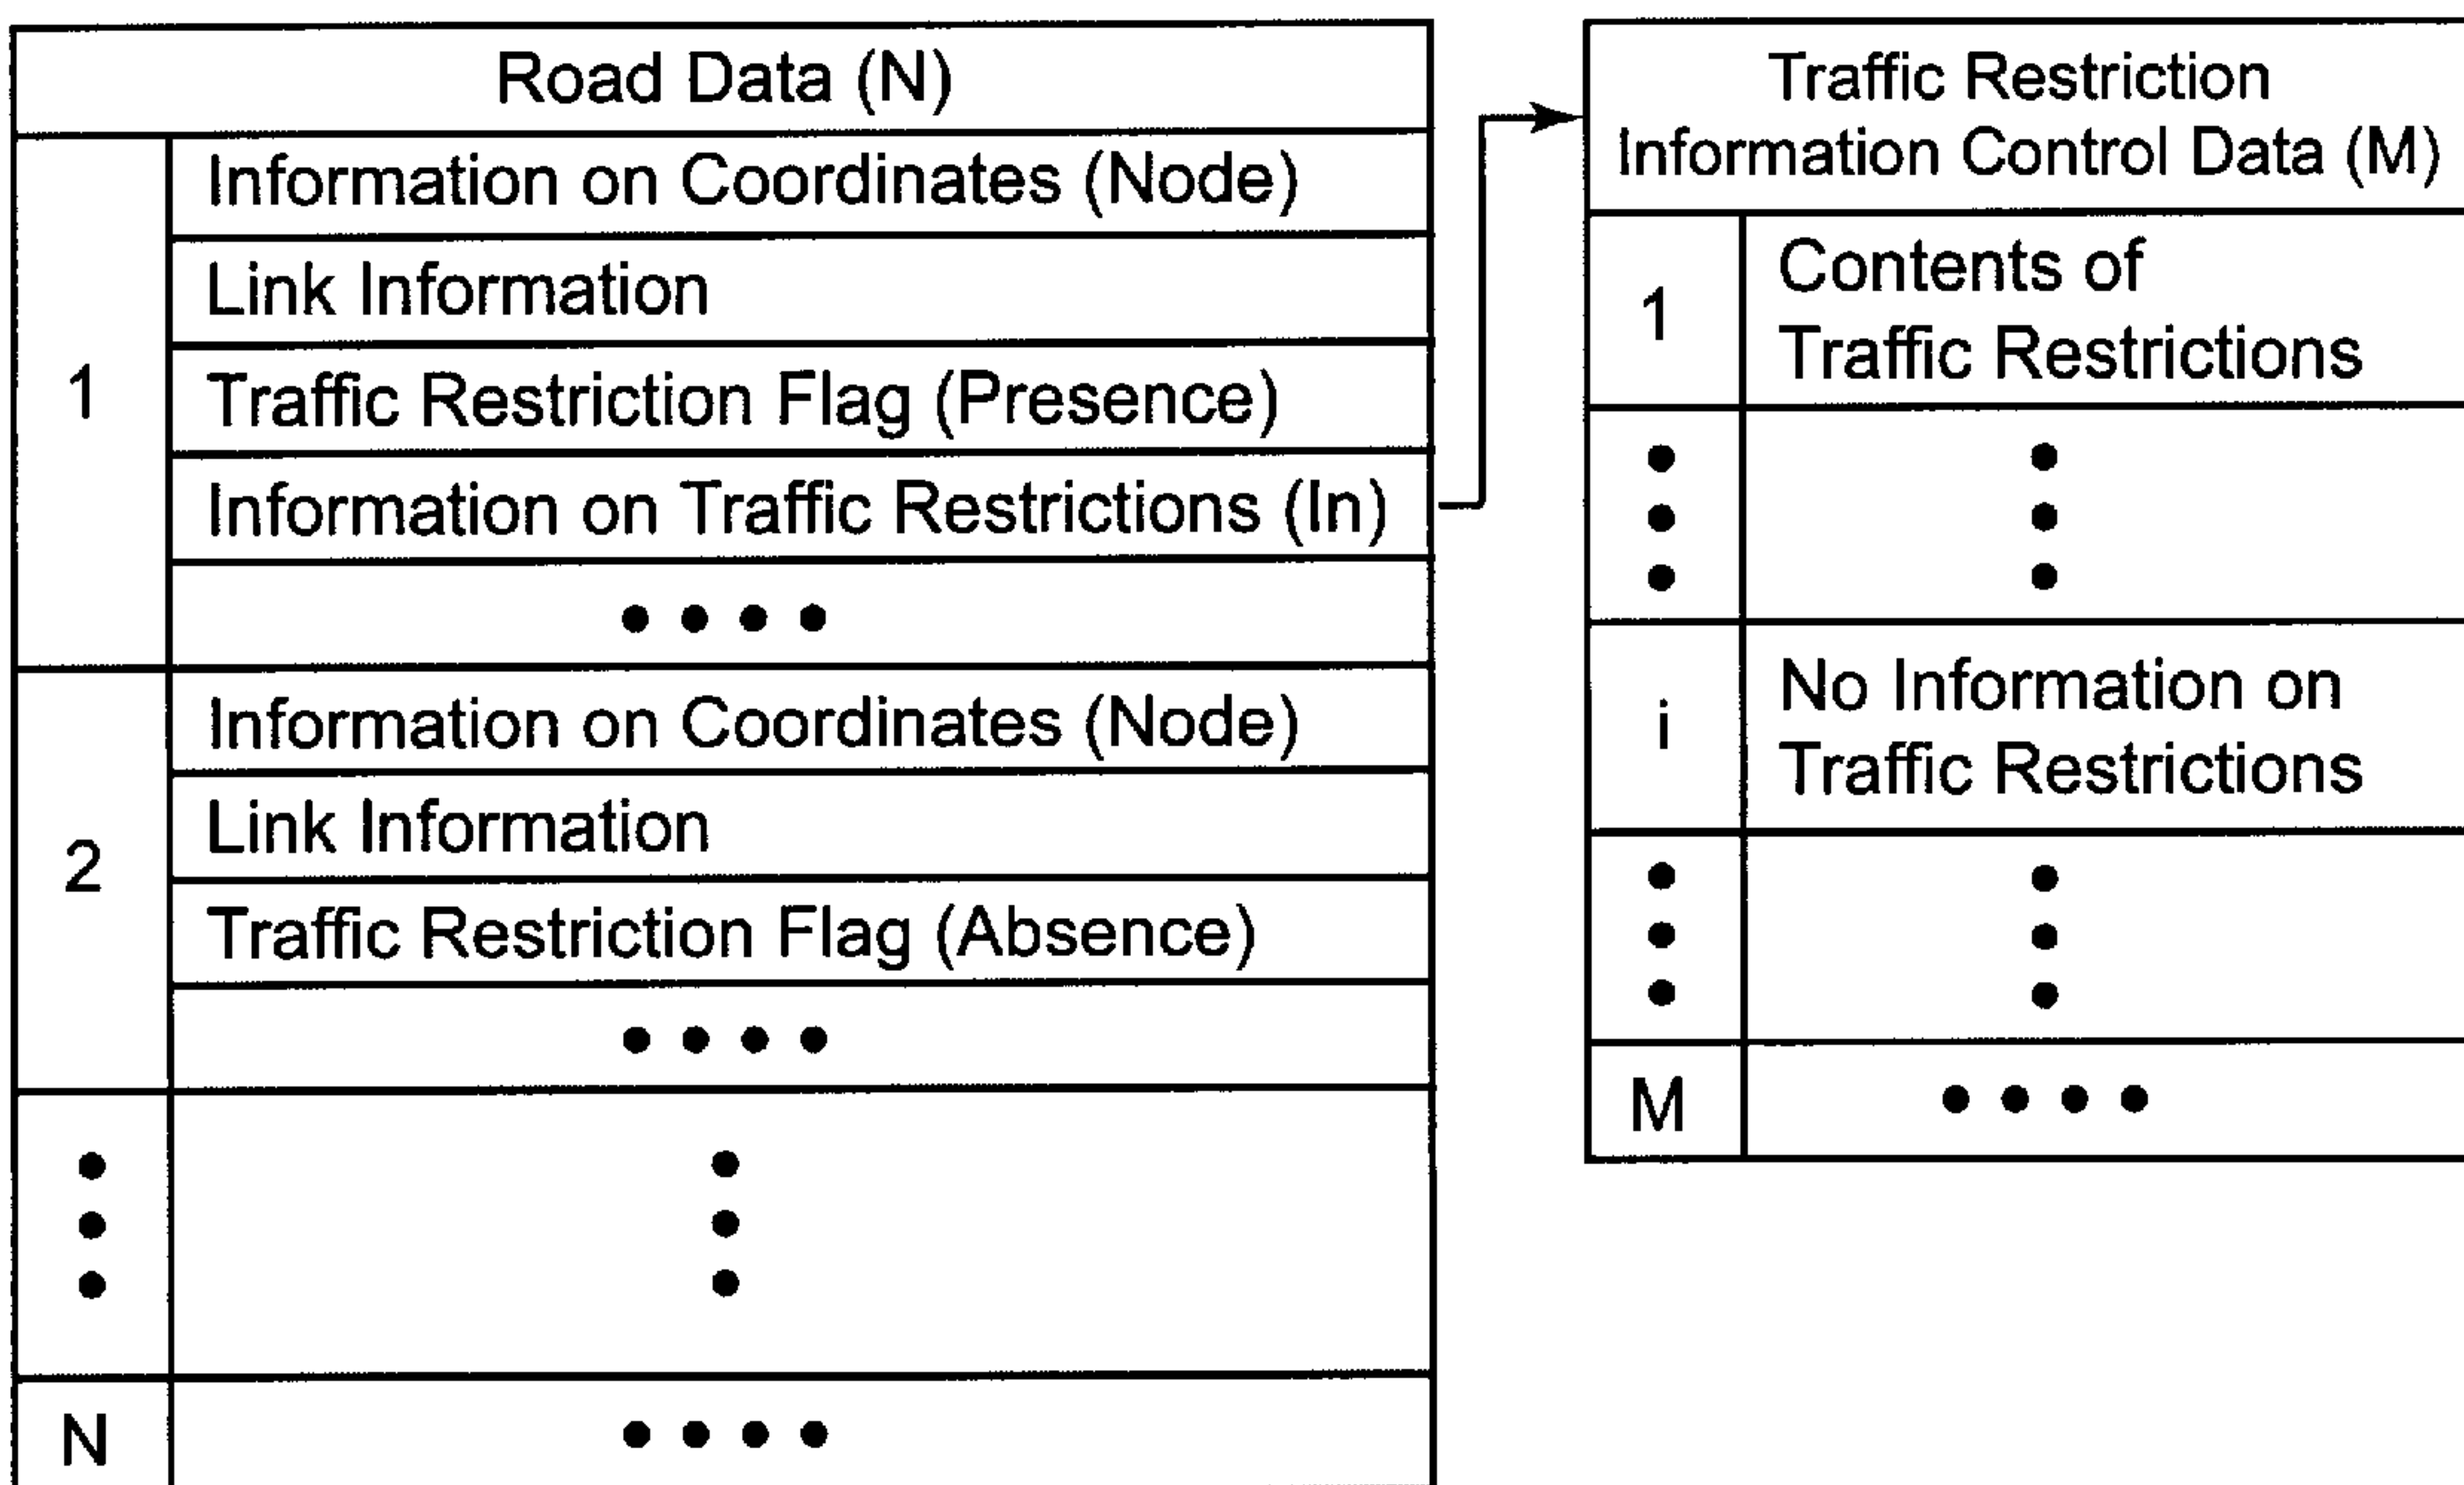 Road Data (N)
1
Information on Coordinates (Node)
Link Information
Traffic Restriction Flag (Presence)
Information on Traffic Restrictions (In)
2
Information on Coordinates (Node)
Link Information
Traffic Restriction Flag (Absence)
N
Traffic Restriction
Information Control Data (M)
1
Contents of
Traffic Restrictions
i
No Information on
Traffic Restrictions
M